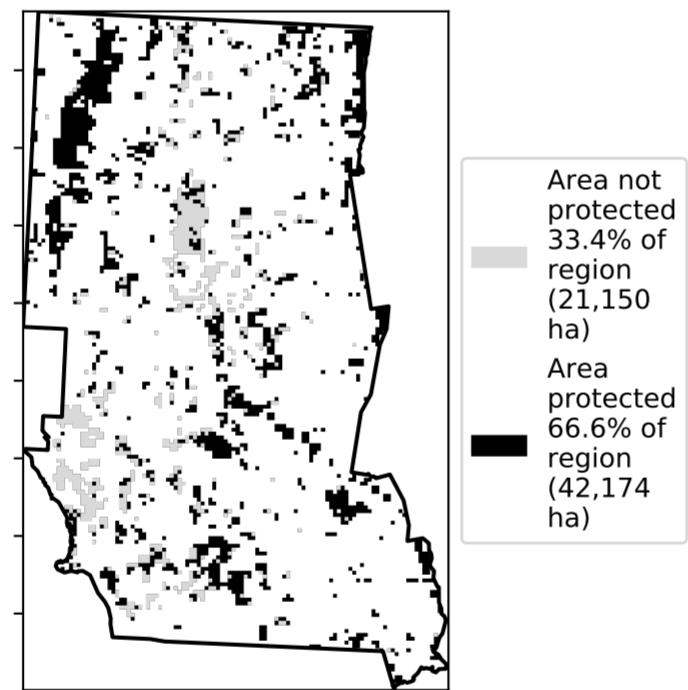 Area not
protected
33.4% of
region
(21,150
ha)
Area
protected
66.6% of
region
(42,174
ha)